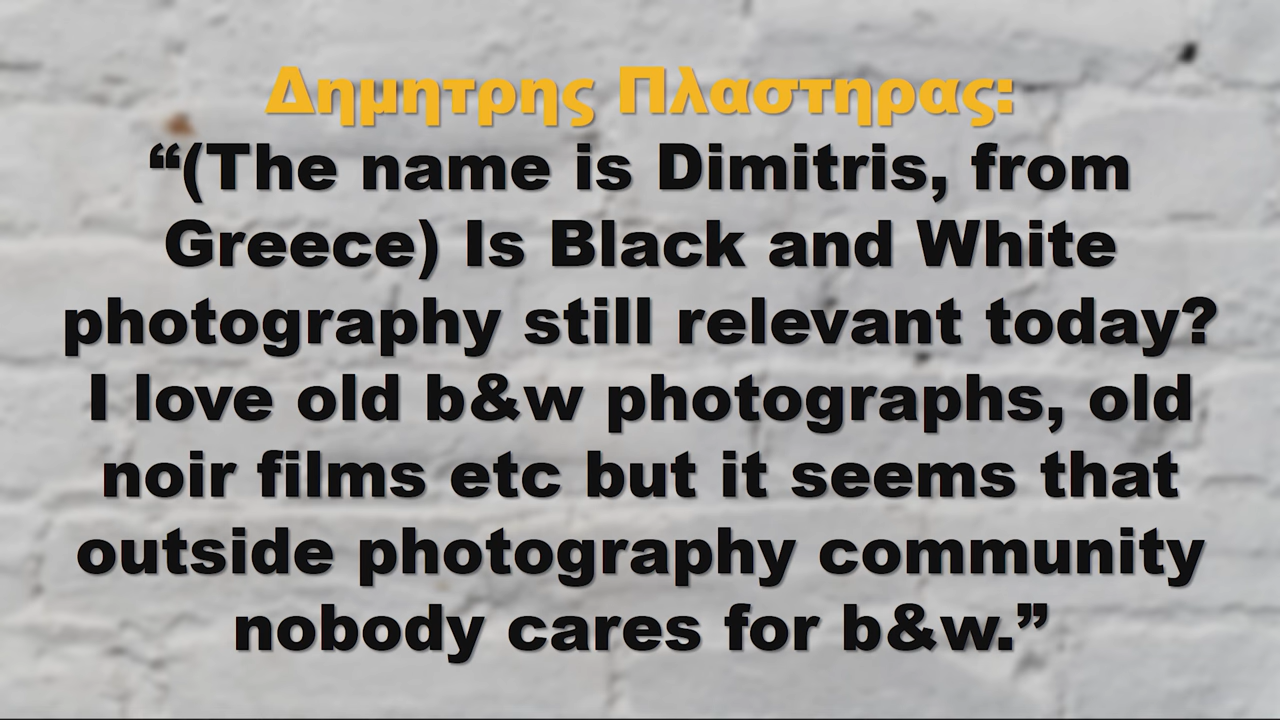 Δημητρης Πλαστηρας:
“(The name is Dimitris, from
Greece) Is Black and White
photography still relevant today?
I love old b&w photographs, old
noir films etc but it seems that
outside photography community
nobody cares for b&w.”